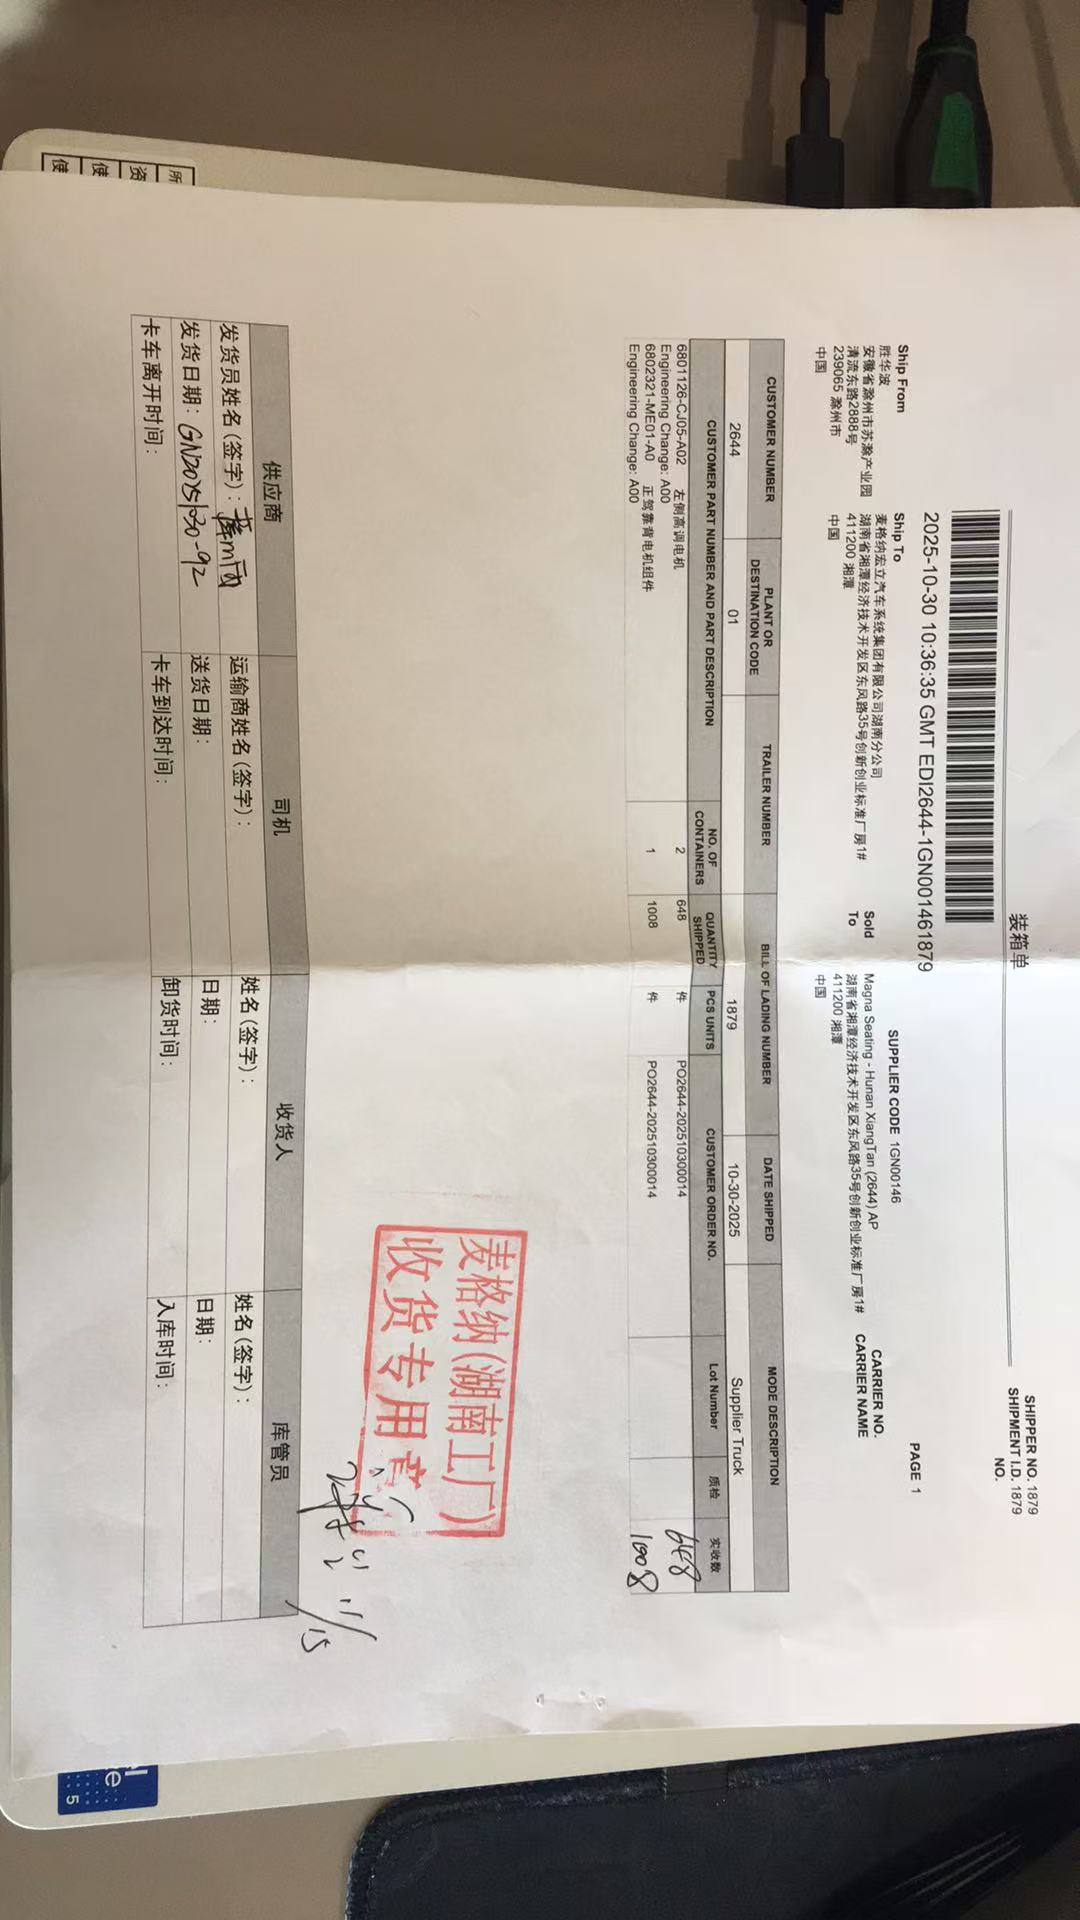 装箱单
SHIPPER NO. 1879
SHIPMENT I.D. 1879
NO.
2025-10-30 10:36:35 GMT EDI2644-1GN001461879
PAGE 1
SUPPLIER CODE 1GN00146
Ship From
胜华波
安徽省滁州市苏滁产业园
清流东路2888号
239065 滁州市
中国
Ship To
麦格纳宏立汽车系统集团有限公司湖南分公司
湖南省湘潭经济技术开发区东风路35号创新创业标准厂房1#
411200 湘潭
中国
Sold
To
Magna Seating - Hunan XiangTan (2644) AP
湖南省湘潭经济技术开发区东风路35号创新创业标准厂房1#
411200 湘潭
中国
CARRIER NO.
CARRIER NAME
CUSTOMER NUMBER PLANT OR DESTINATION CODE TRAILER NUMBER BILL OF LADING NUMBER DATE SHIPPED MODE DESCRIPTION
2644 01 1879 10-30-2025 Supplier Truck
CUSTOMER PART NUMBER AND PART DESCRIPTION NO. OF CONTAINERS QUANTITY SHIPPED PCS UNITS CUSTOMER ORDER NO. Lot Number 质检 实收数
6801126-CJ05-A02 左侧高调电机 2 648 件 PO2644-202510300014 648
Engineering Change: A00
6802321-ME01-A0 正驾靠背电机组件 1 1008 件 PO2644-202510300014 1008
Engineering Change: A00
麦格纳(湖南工厂)
收货专用章
11/15
供应商 司机 收货人 库管员
发货员姓名(签字): 运输商姓名(签字): 姓名(签字): 姓名(签字):
发货日期: GN20251030-92 送货日期: 日期: 日期:
卡车离开时间: 卡车到达时间: 卸货时间: 入库时间:
所
资
使
使
5